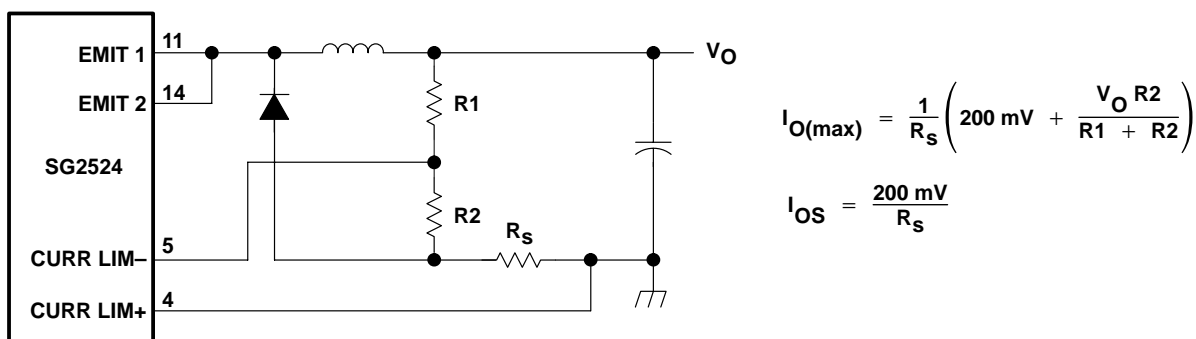 EMIT 1
11
EMIT 2
14
SG2524
CURR LIM–
5
CURR LIM+
4
R1
R2
Rs
VO
IO(max) = 1/Rs (200 mV + VO R2/(R1 + R2))
IOS = 200 mV/Rs